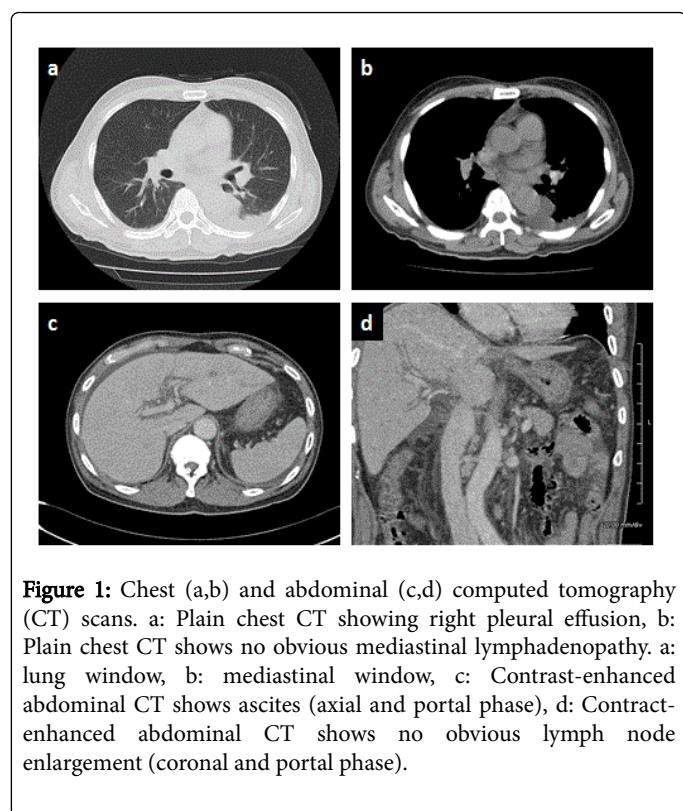 a
b
c
d
Figure 1: Chest (a,b) and abdominal (c,d) computed tomography
(CT) scans. a: Plain chest CT showing right pleural effusion, b:
Plain chest CT shows no obvious mediastinal lymphadenopathy. a:
lung window, b: mediastinal window, c: Contrast-enhanced
abdominal CT shows ascites (axial and portal phase), d: Contract-
enhanced abdominal CT shows no obvious lymph node
enlargement (coronal and portal phase).